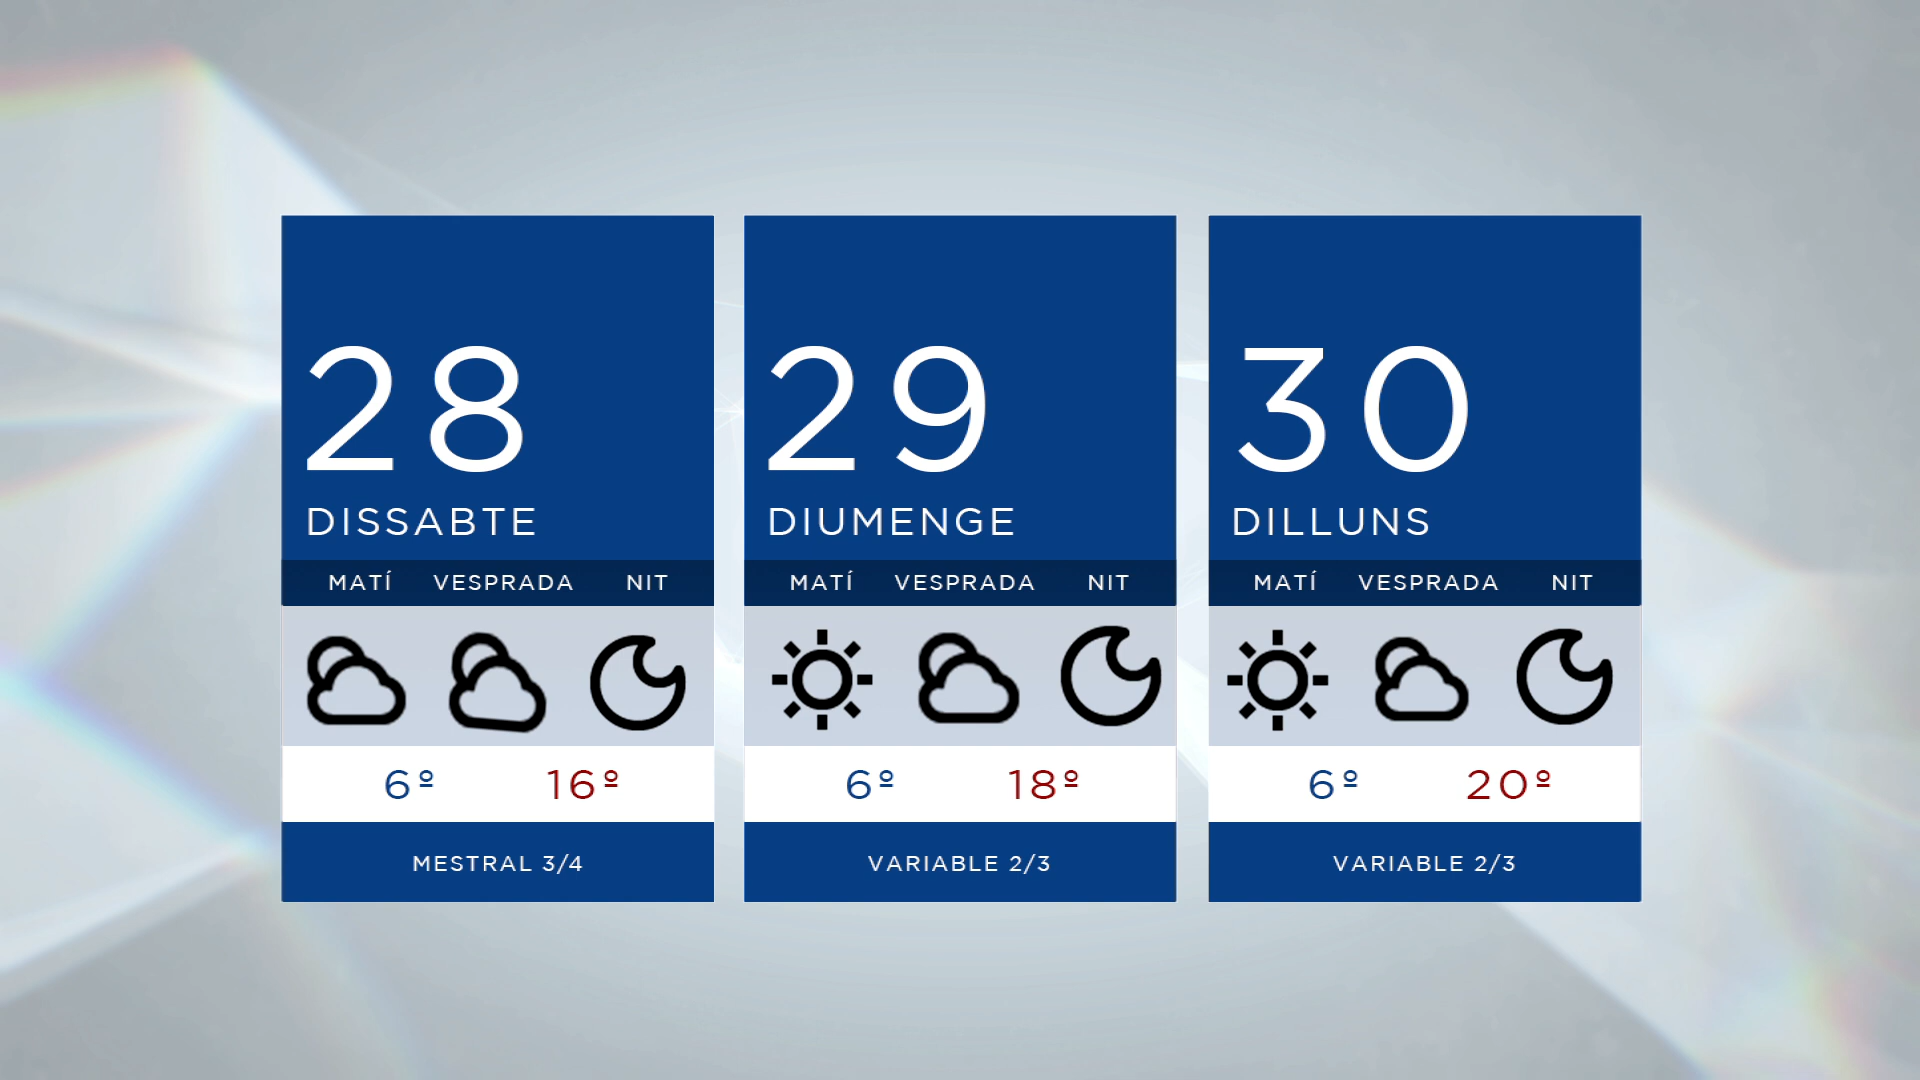 28
DISSABTE
MATÍ VESPRADA NIT
6º 16º
MESTRAL 3/4
29
DIUMENGE
MATÍ VESPRADA NIT
6º 18º
VARIABLE 2/3
30
DILLUNS
MATÍ VESPRADA NIT
6º 20º
VARIABLE 2/3